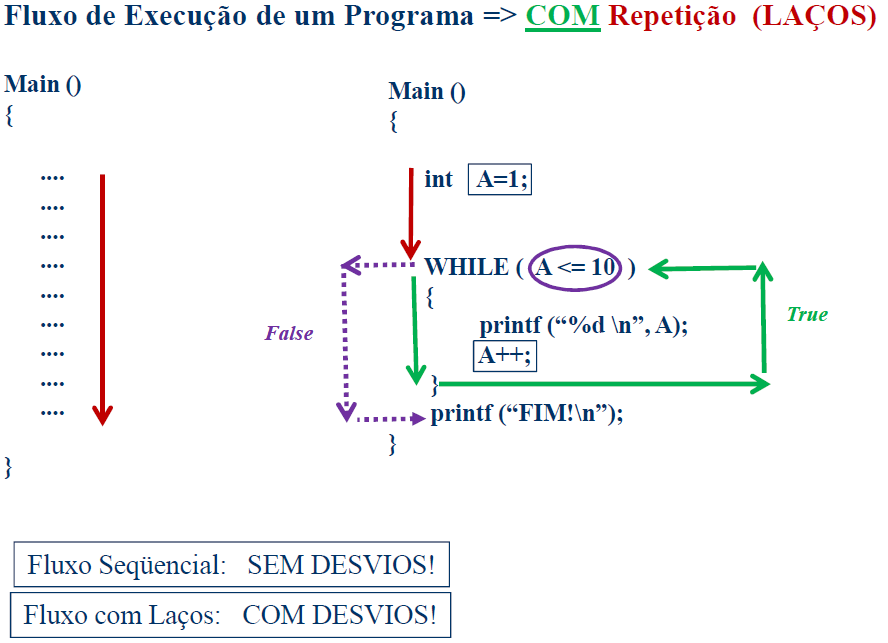 Fluxo de Execução de um Programa => COM Repetição (LAÇOS)
Main ()
{
....
....
....
....
....
....
....
....
....
}
Main ()
{
int A=1;
WHILE ( A <= 10 )
{
printf (“%d \n”, A);
A++;
}
printf (“FIM!\n”);
}
False
True
Fluxo Seqüencial: SEM DESVIOS!
Fluxo com Laços: COM DESVIOS!